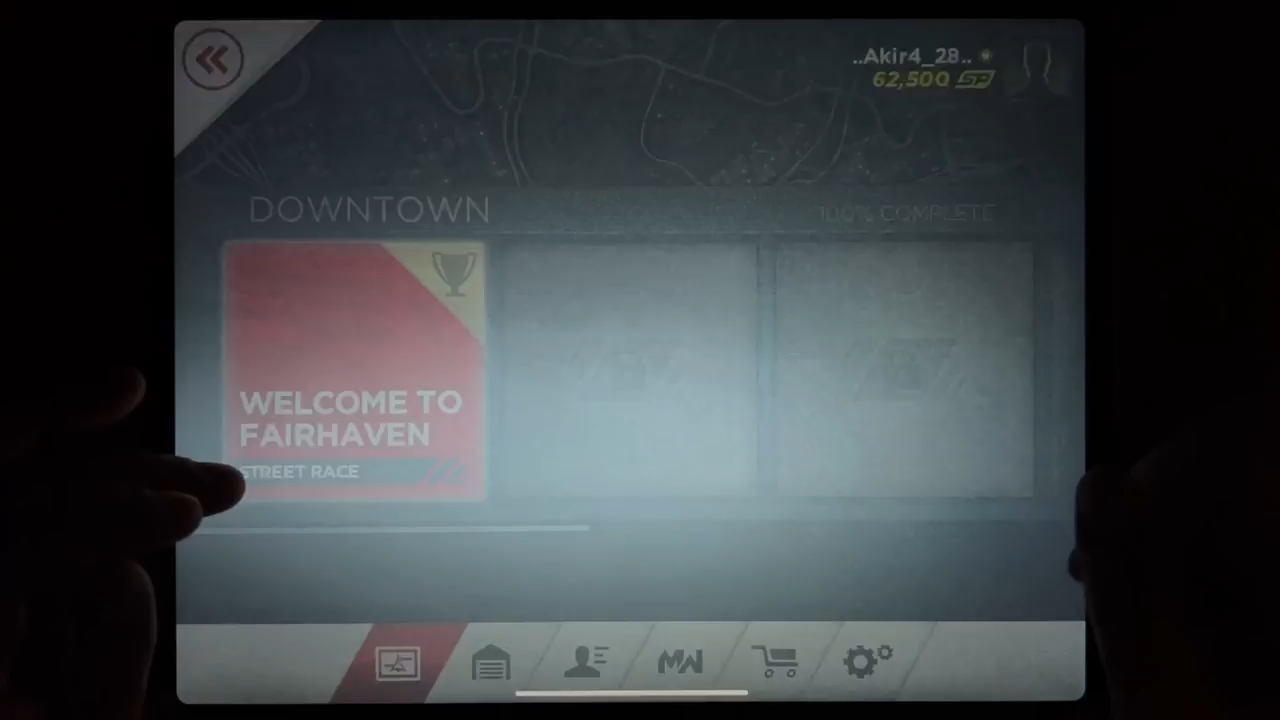 ..Akir4_28..
62,500 SP
DOWNTOWN
100% COMPLETE
WELCOME TO
FAIRHAVEN
STREET RACE
MW